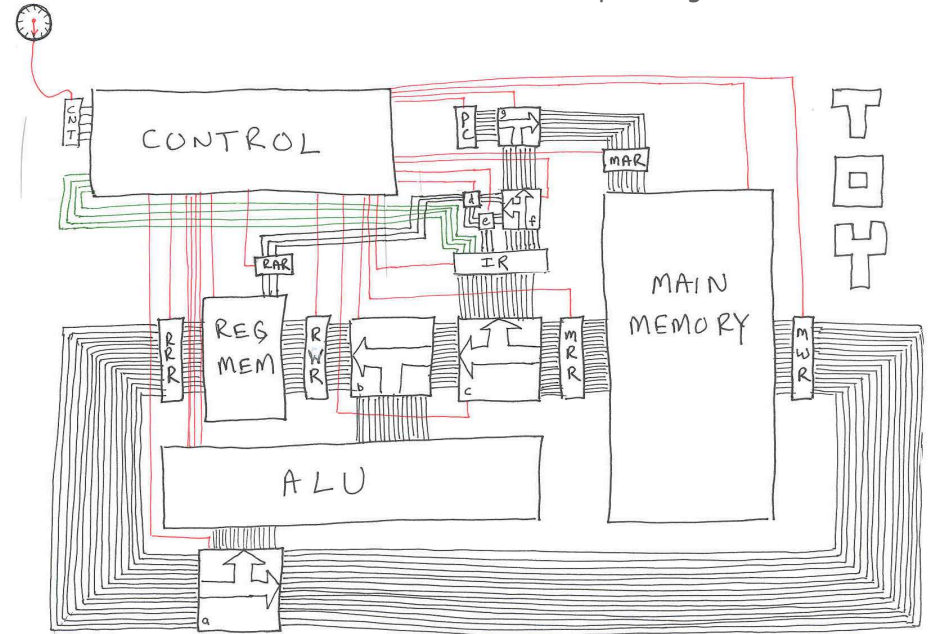 CNT
CONTROL
PC
g
MAR
d
e
f
RAR
IR
TOY
MAIN
MEMORY
RRR
REG
MEM
RWR
b
c
MRR
MWR
ALU
a